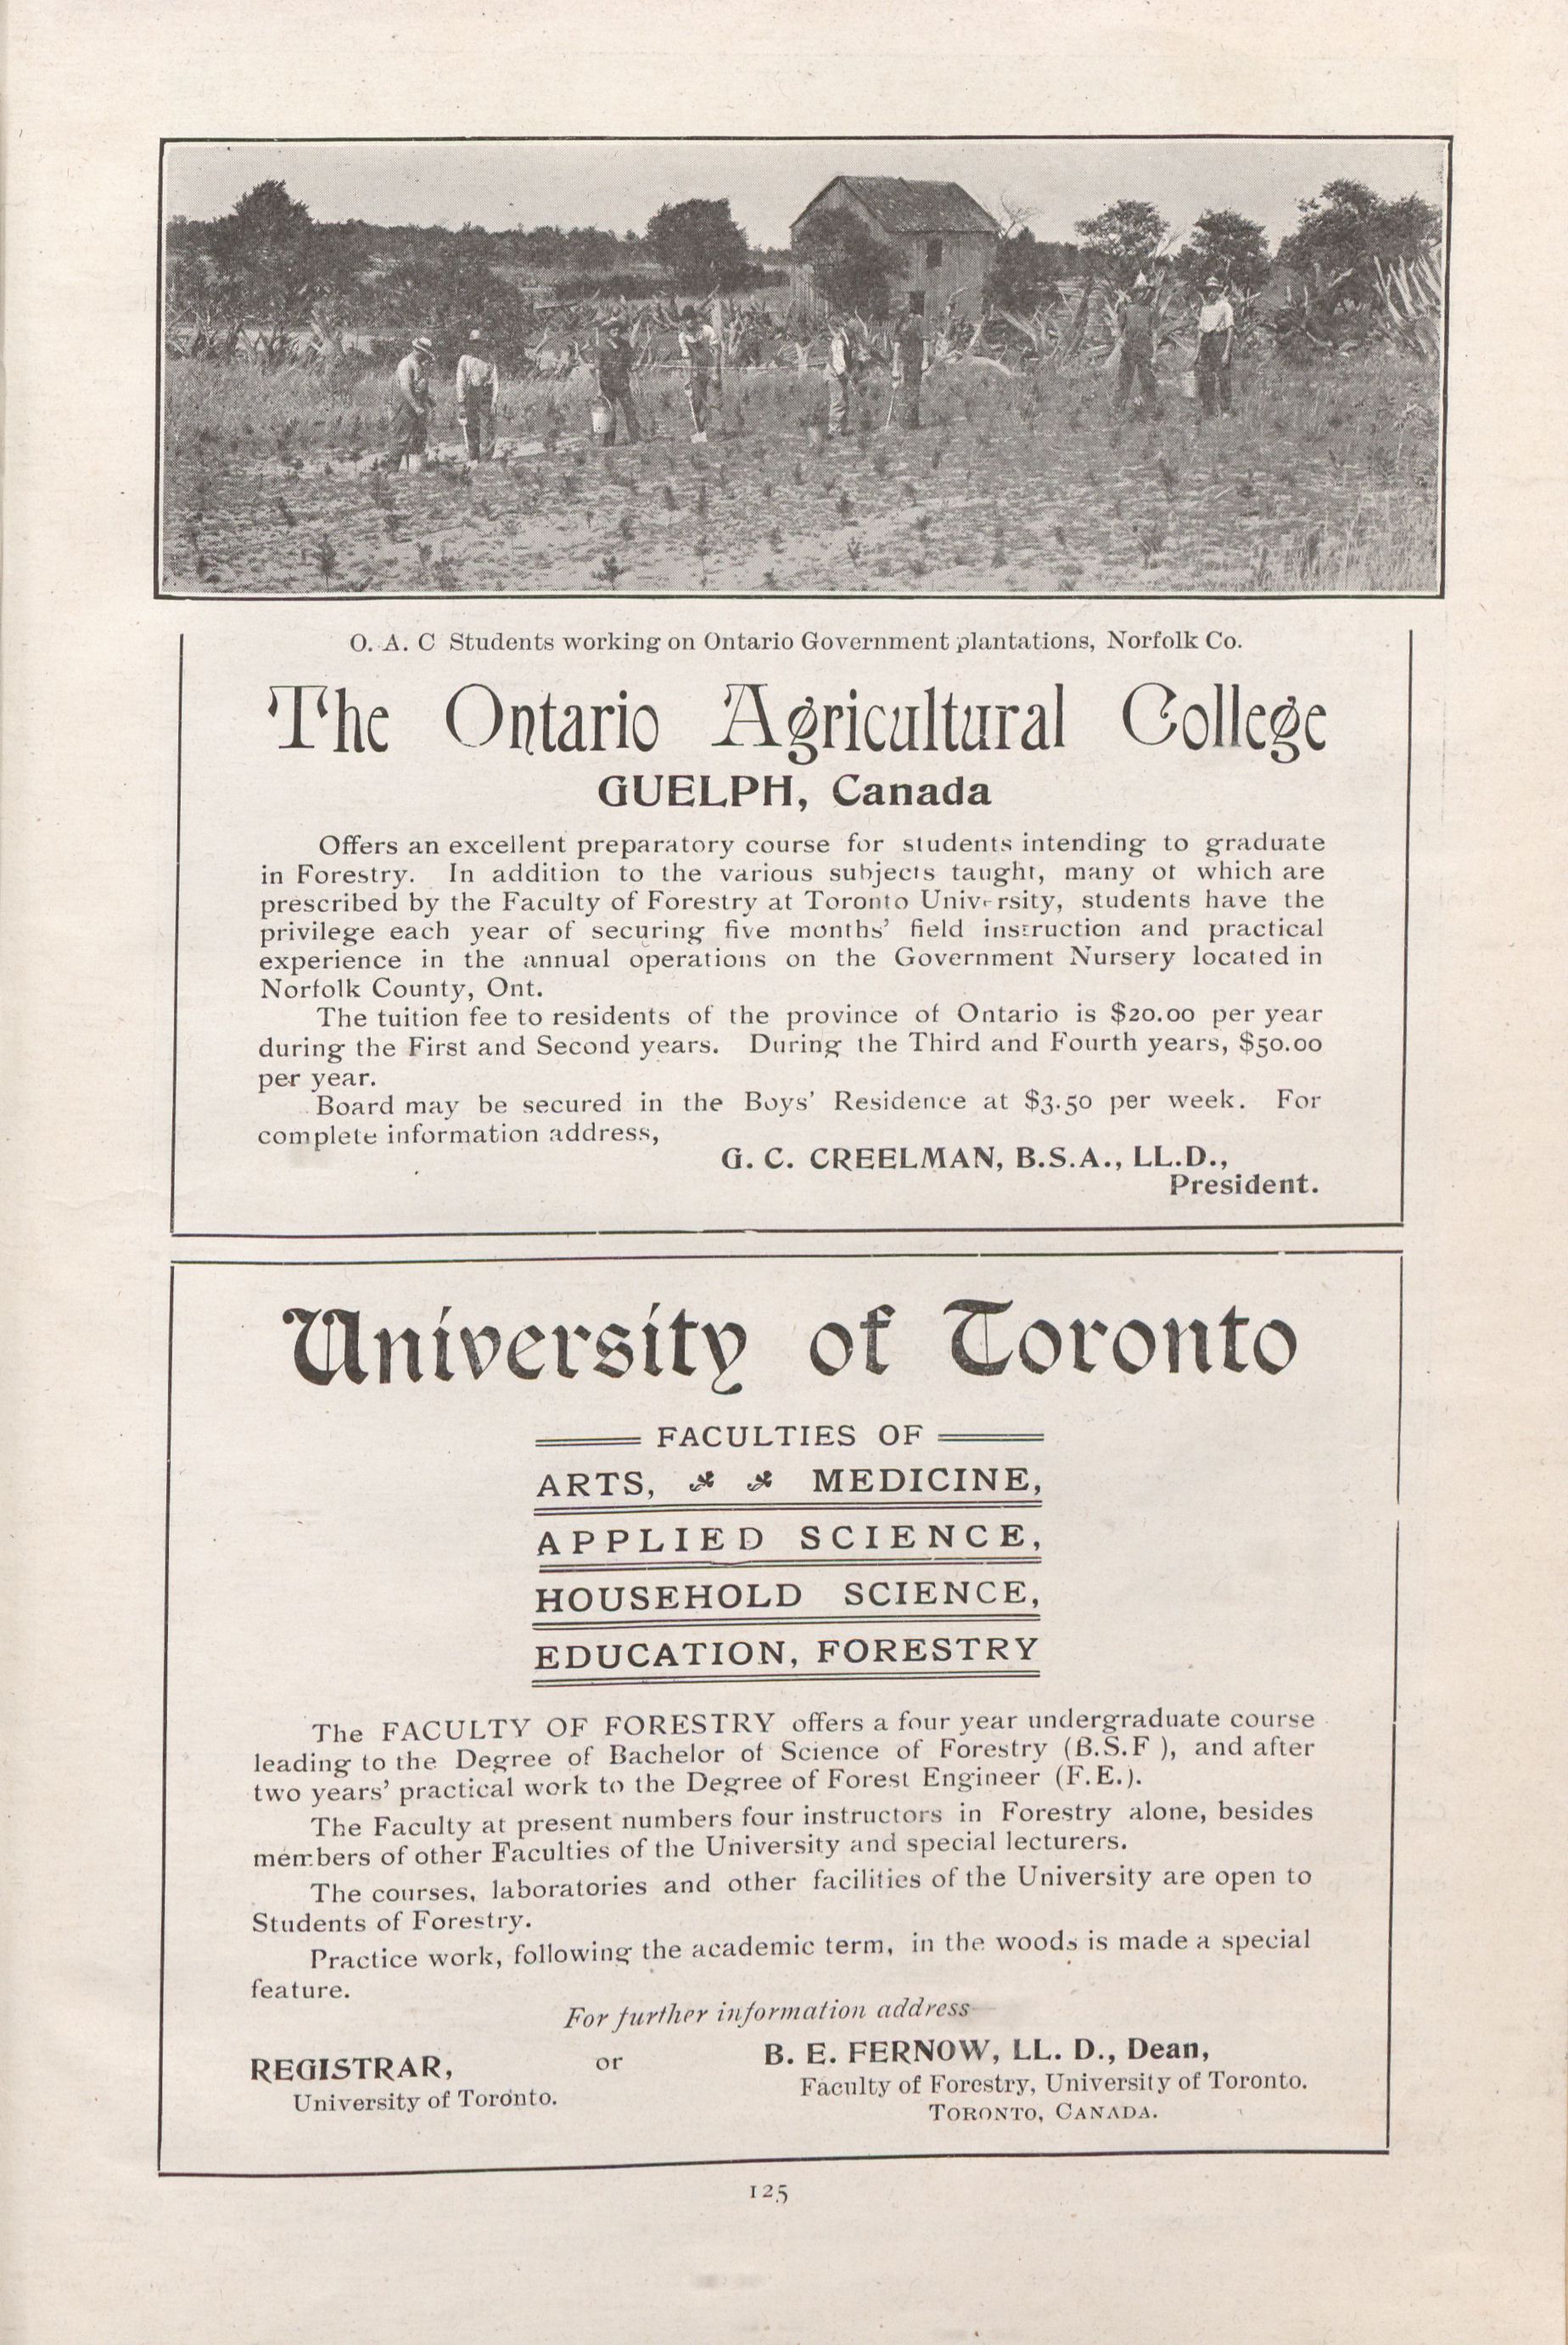 O. A. C Students working on Ontario Government plantations, Norfolk Co.
The Ontario Agricultural College
GUELPH, Canada
Offers an excellent preparatory course for students intending to graduate
in Forestry. In addition to the various subjects taught, many of which are
prescribed by the Faculty of Forestry at Toronto University, students have the
privilege each year of securing five months' field instruction and practical
experience in the annual operations on the Government Nursery located in
Norfolk County, Ont.
The tuition fee to residents of the province of Ontario is $20.00 per year
during the First and Second years. During the Third and Fourth years, $50.00
per year.
Board may be secured in the Boys' Residence at $3.50 per week. For
complete information address,
G. C. CREELMAN, B.S.A., LL.D.,
President.
University of Toronto
FACULTIES OF
ARTS, MEDICINE,
APPLIED SCIENCE,
HOUSEHOLD SCIENCE,
EDUCATION, FORESTRY
The FACULTY OF FORESTRY offers a four year undergraduate course
leading to the Degree of Bachelor of Science of Forestry (B.S.F ), and after
two years' practical work to the Degree of Forest Engineer (F.E.).
The Faculty at present numbers four instructors in Forestry alone, besides
members of other Faculties of the University and special lecturers.
The courses, laboratories and other facilities of the University are open to
Students of Forestry.
Practice work, following the academic term, in the woods is made a special
feature.
For further information address
REGISTRAR, or B. E. FERNOW, LL. D., Dean,
University of Toronto. Faculty of Forestry, University of Toronto.
TORONTO, CANADA.
125